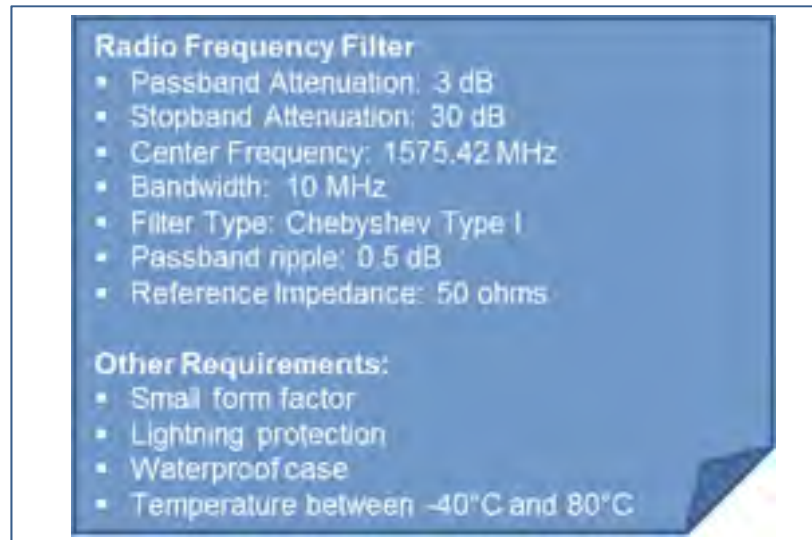 Radio Frequency Filter
▪ Passband Attenuation: 3 dB
▪ Stopband Attenuation: 30 dB
▪ Center Frequency: 1575.42 MHz
▪ Bandwidth: 10 MHz
▪ Filter Type: Chebyshev Type I
▪ Passband ripple: 0.5 dB
▪ Reference Impedance: 50 ohms
Other Requirements:
▪ Small form factor
▪ Lightning protection
▪ Waterproof case
▪ Temperature between -40°C and 80°C